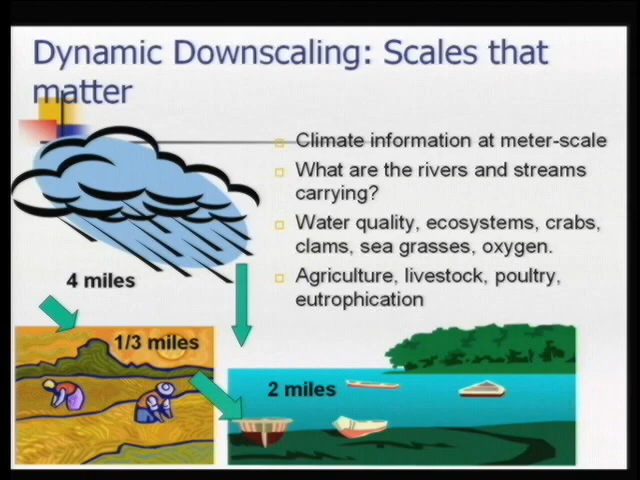 Dynamic Downscaling: Scales that
matter
Climate information at meter-scale
What are the rivers and streams
carrying?
Water quality, ecosystems, crabs,
clams, sea grasses, oxygen.
Agriculture, livestock, poultry,
eutrophication
4 miles
1/3 miles
2 miles